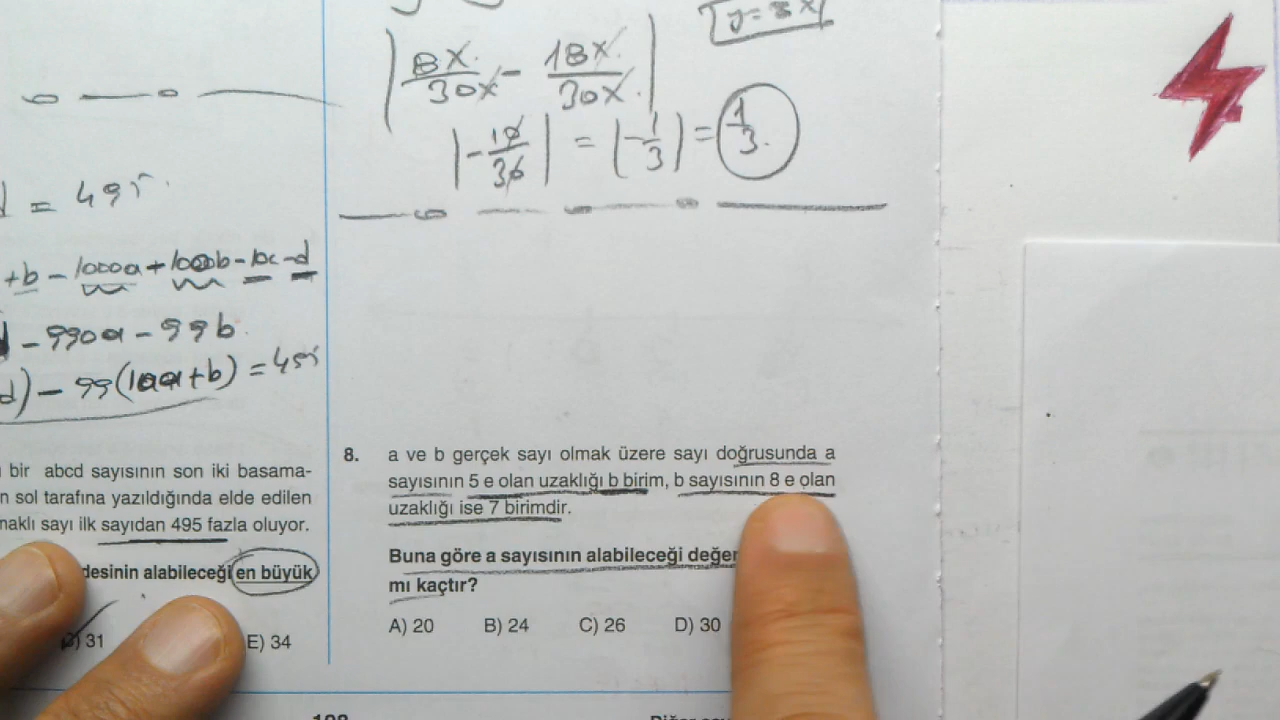 y = 3x
| 8x/30x - 18x/30x |
|-10/30| = |-1/3| = 1/3
d = 495
+b - 1000a + 100b - 10c - d
- 990a - 99b
d) - 99(10a+b) = 495
bir abcd sayısının son iki basama-
n sol tarafına yazıldığında elde edilen
naklı sayı ilk sayıdan 495 fazla oluyor.
desinin alabileceği en büyük
31 E) 34
8. a ve b gerçek sayı olmak üzere sayı doğrusunda a
sayısının 5 e olan uzaklığı b birim, b sayısının 8 e olan
uzaklığı ise 7 birimdir.
Buna göre a sayısının alabileceği değer
mı kaçtır?
A) 20 B) 24 C) 26 D) 30